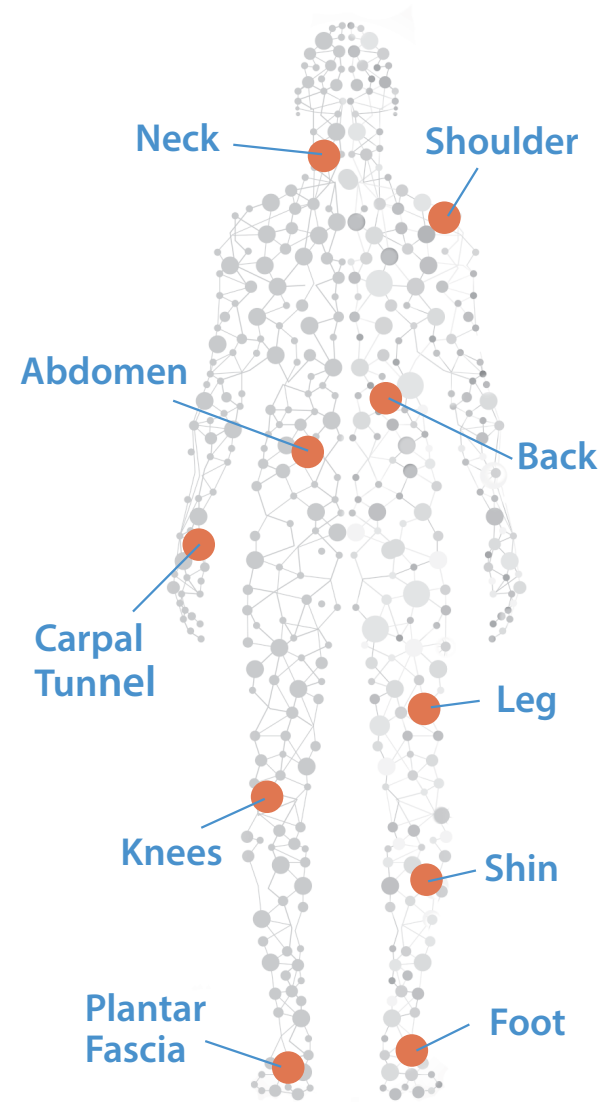 Neck
Shoulder
Abdomen
Back
Carpal
Tunnel
Leg
Knees
Shin
Plantar
Fascia
Foot